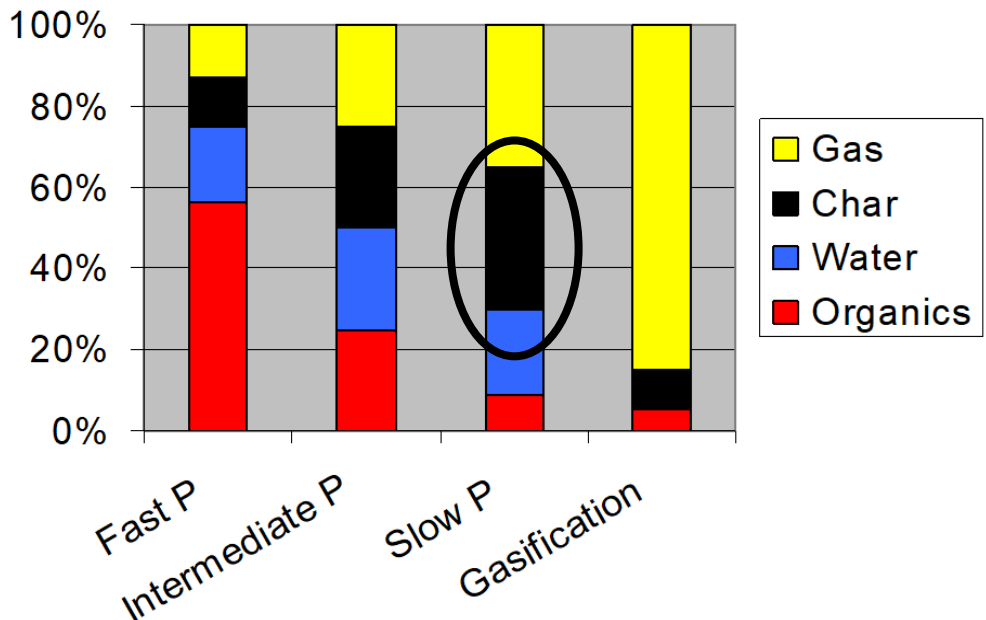 100%
80%
60%
40%
20%
0%
Fast P
Intermediate P
Slow P
Gasification
Gas
Char
Water
Organics